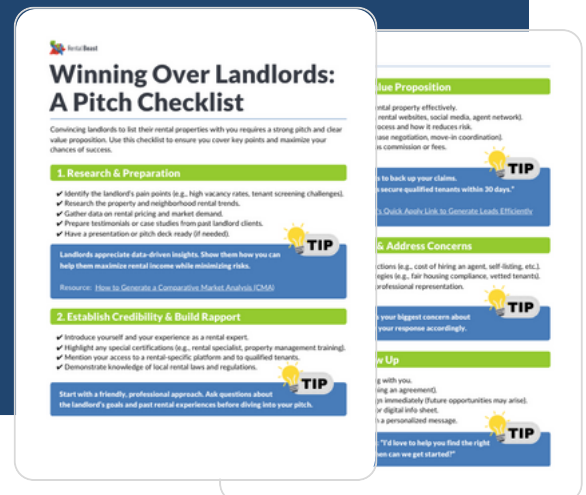 Rental Beast
Winning Over Landlords:
A Pitch Checklist
Convincing landlords to list their rental properties with you requires a strong pitch and clear
value proposition. Use this checklist to ensure you cover key points and maximize your
chances of success.
1. Research & Preparation
✔ Identify the landlord's pain points (e.g., high vacancy rates, tenant screening challenges).
✔ Research the property and neighborhood rental trends.
✔ Gather data on rental pricing and market demand.
✔ Prepare testimonials or case studies from past landlord clients.
✔ Have a presentation or pitch deck ready (if needed).
TIP
Landlords appreciate data-driven insights. Show them how you can
help them maximize rental income while minimizing risks.
Resource: How to Generate a Comparative Market Analysis (CMA)
2. Establish Credibility & Build Rapport
✔ Introduce yourself and your experience as a rental expert.
✔ Highlight any special certifications (e.g., rental specialist, property management training).
✔ Mention your access to a rental-specific platform and to qualified tenants.
✔ Demonstrate knowledge of local rental laws and regulations.
TIP
Start with a friendly, professional approach. Ask questions about
the landlord's goals and past rental experiences before diving into your pitch.
lue Proposition
ental property effectively.
rental websites, social media, agent network).
ocess and how it reduces risk.
ease negotiation, move-in coordination).
s commission or fees.
TIP
s to back up your claims.
secure qualified tenants within 30 days."
's Quick Apply Link to Generate Leads Efficiently
& Address Concerns
ctions (e.g., cost of hiring an agent, self-listing, etc.).
egies (e.g., fair housing compliance, vetted tenants).
rofessional representation.
TIP
your biggest concern about
your response accordingly.
w Up
g with you.
ing an agreement).
gn immediately (future opportunities may arise).
or digital info sheet.
a personalized message.
TIP
: "I'd love to help you find the right
en can we get started?"